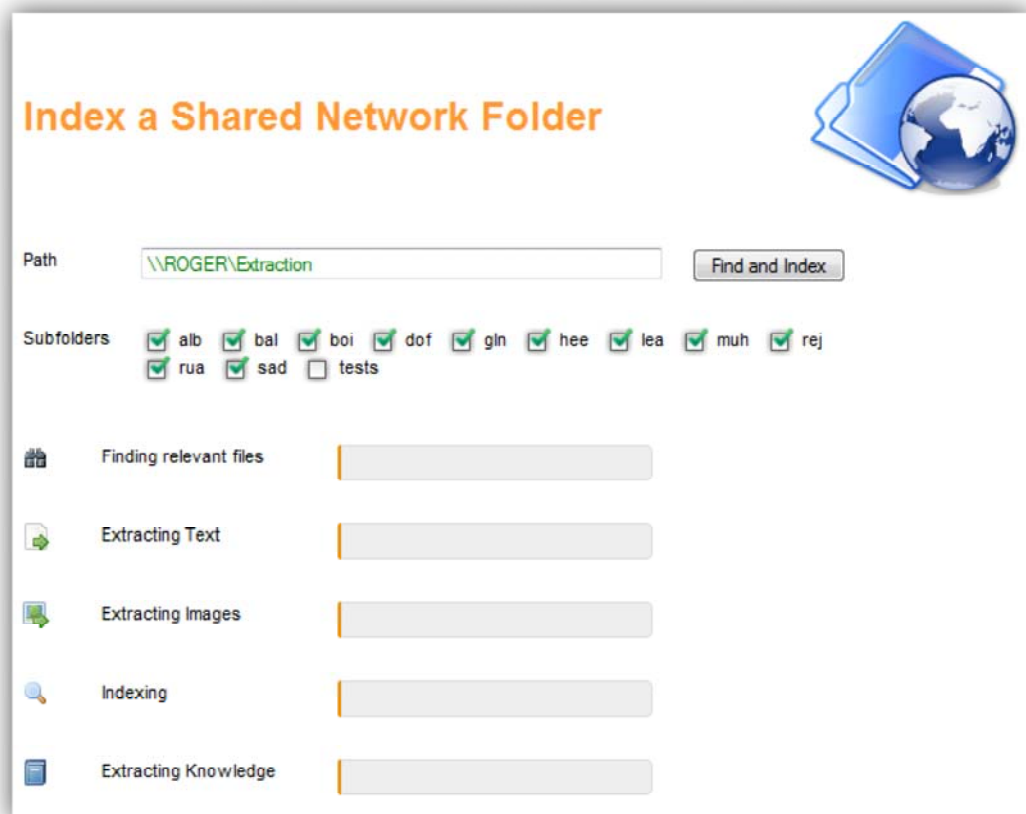 Index a Shared Network Folder
Path \\ROGER\Extraction Find and Index
Subfolders alb bal boi dof gln hee lea muh rej
rua sad tests
Finding relevant files
Extracting Text
Extracting Images
Indexing
Extracting Knowledge